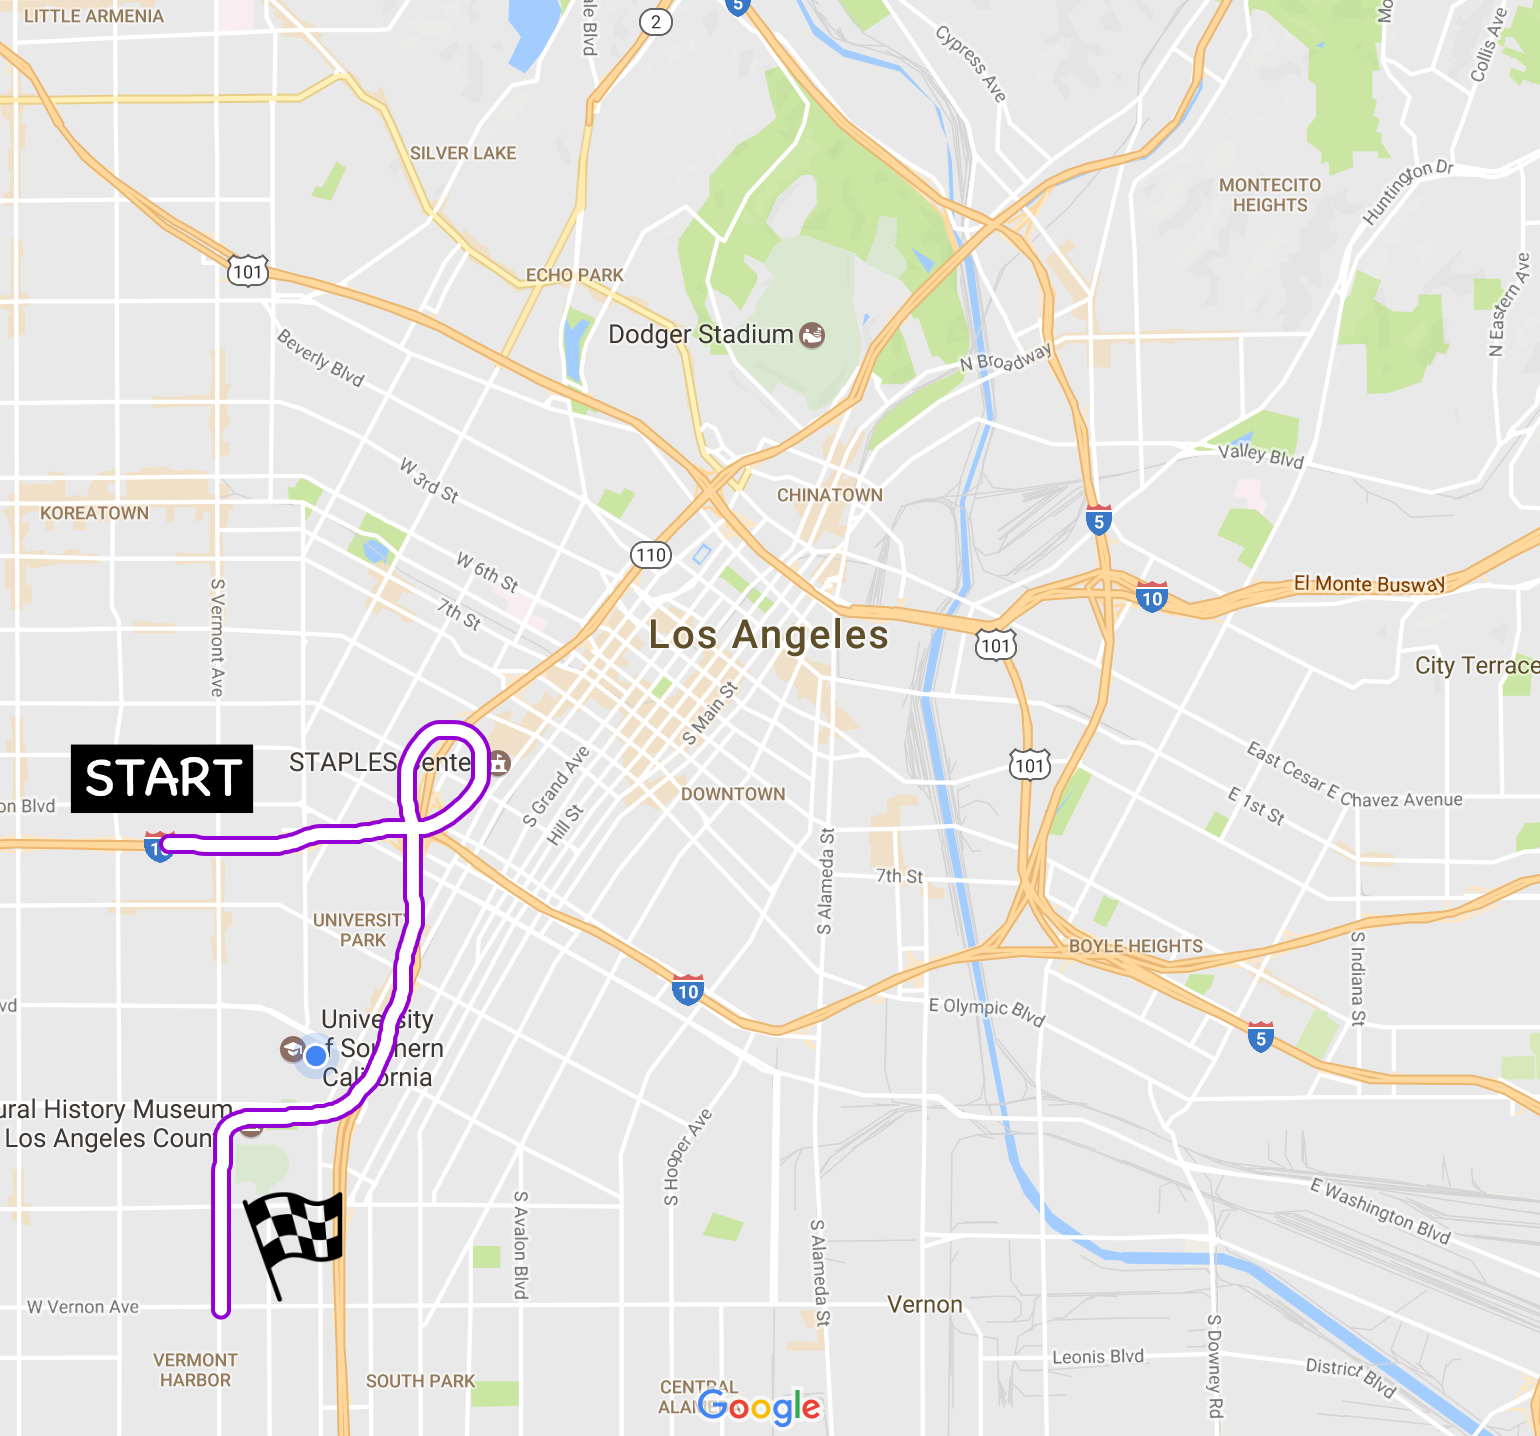 LITTLE ARMENIA
2
5
Cypress Ave
Collis Ave
SILVER LAKE
Huntington Dr
MONTECITO
HEIGHTS
101
ECHO PARK
N Eastern Ave
Dodger Stadium
Beverly Blvd
N Broadway
Valley Blvd
W 3rd St
CHINATOWN
KOREATOWN
5
110
W 6th St
El Monte Busway
10
7th St
S Vermont Ave
Los Angeles
101
City Terrace
S Main St
STAPLES
START
S Grand Ave
101
East Cesar E Chavez Avenue
DOWNTOWN
E 1st St
on Blvd
Hill St
S Alameda St
7th St
UNIVERSITY
PARK
BOYLE HEIGHTS
S Indiana St
10
E Olympic Blvd
vd
University
of Southern
California
5
ural History Museum
Los Angeles Coun
S Hooper Ave
E Washington Blvd
S Avalon Blvd
S Alameda St
W Vernon Ave
Vernon
S Downey Rd
Leonis Blvd
District Blvd
VERMONT
HARBOR
SOUTH PARK
CENTRAL
Google